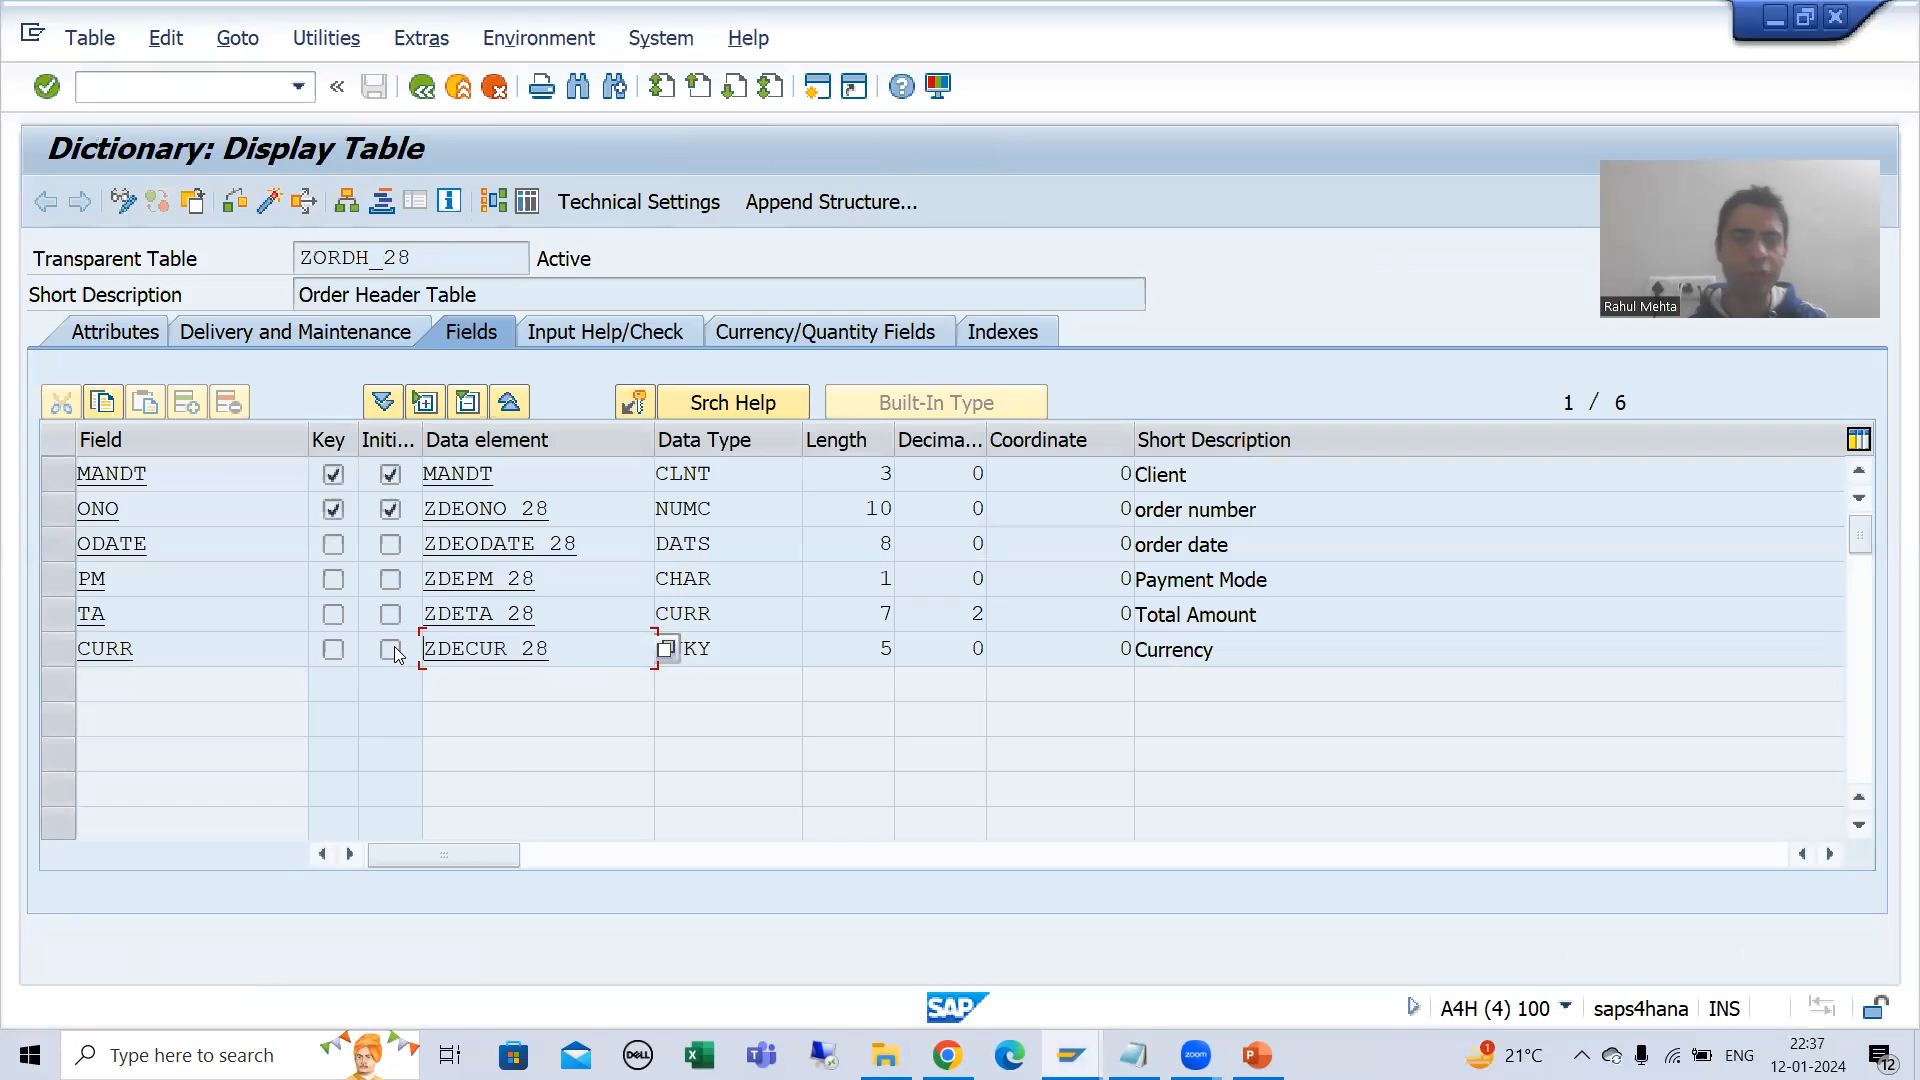 Table Edit Goto Utilities Extras Environment System Help
Dictionary: Display Table
Technical Settings Append Structure...
Transparent Table ZORDH_28 Active
Short Description Order Header Table
Rahul Mehta
Attributes Delivery and Maintenance Fields Input Help/Check Currency/Quantity Fields Indexes
Srch Help Built-In Type 1 / 6
Field Key Initi... Data element Data Type Length Decima... Coordinate Short Description
MANDT MANDT CLNT 3 0 0 Client
ONO ZDEONO_28 NUMC 10 0 0 order number
ODATE ZDEODATE_28 DATS 8 0 0 order date
PM ZDEPM_28 CHAR 1 0 0 Payment Mode
TA ZDETA_28 CURR 7 2 0 Total Amount
CURR ZDECUR_28 KY 5 0 0 Currency
SAP A4H (4) 100 saps4hana INS
Type here to search DELL zoom 1 21°C ENG 22:37
12-01-2024 12